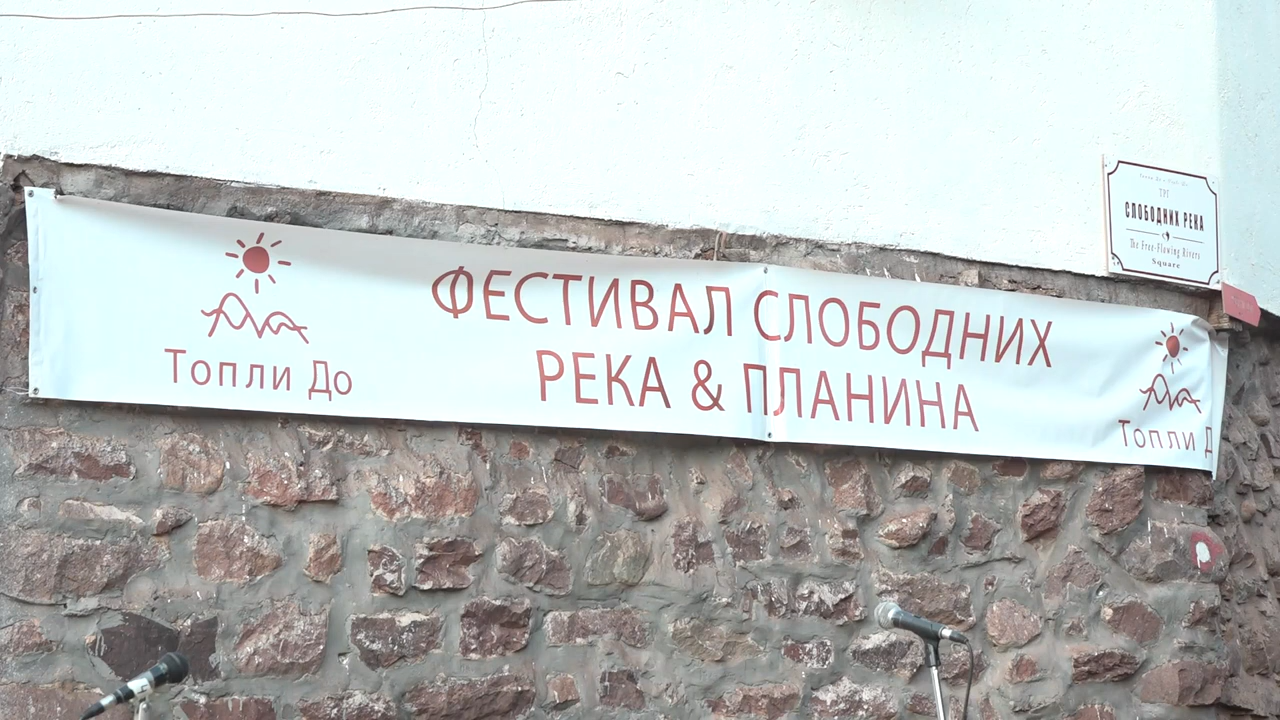 Топли До
ФЕСТИВАЛ СЛОБОДНИХ
РЕКА & ПЛАНИНА
Топли
ТРГ
СЛОБОДНИХ РЕКА
The Free-Flowing Rivers
Square